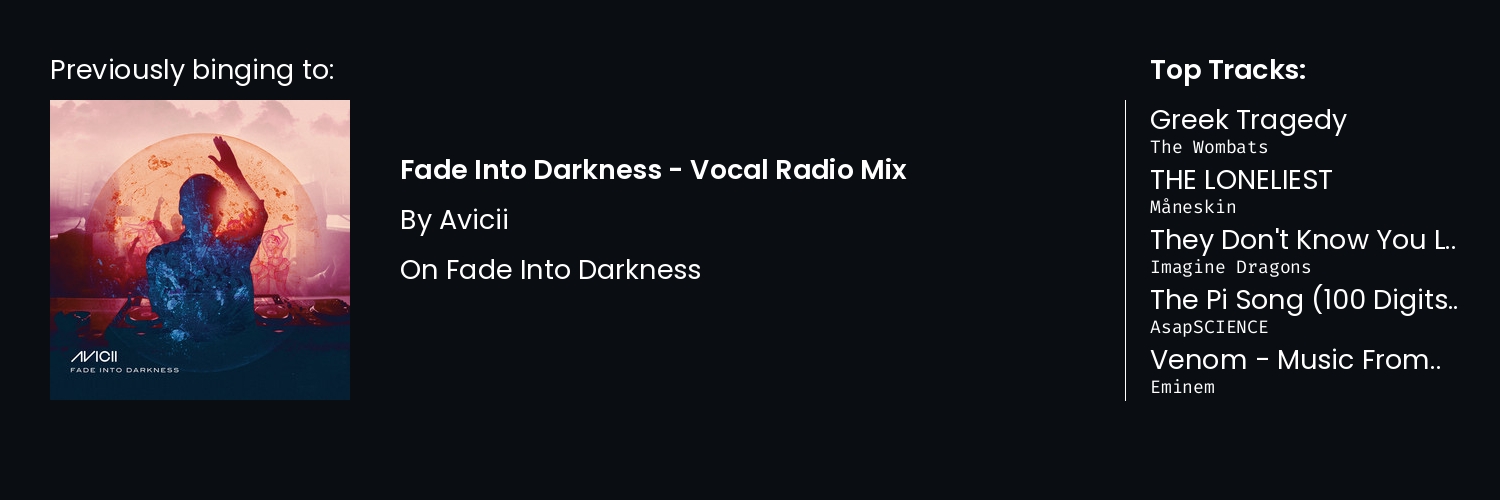 Previously binging to:
AVICII
FADE INTO DARKNESS
Fade Into Darkness - Vocal Radio Mix
By Avicii
On Fade Into Darkness
Top Tracks:
Greek Tragedy
The Wombats
THE LONELIEST
Måneskin
They Don't Know You L..
Imagine Dragons
The Pi Song (100 Digits..
AsapSCIENCE
Venom - Music From..
Eminem